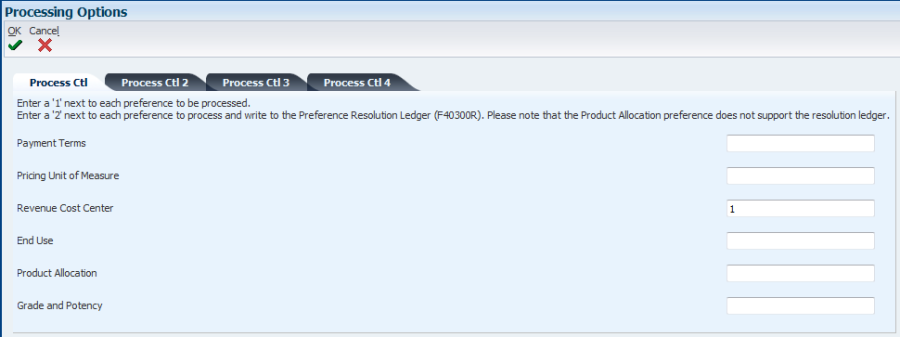 Processing Options
OK Cancel
Process Ctl Process Ctl 2 Process Ctl 3 Process Ctl 4
Enter a '1' next to each preference to be processed.
Enter a '2' next to each preference to process and write to the Preference Resolution Ledger (F40300R). Please note that the Product Allocation preference does not support the resolution ledger.
Payment Terms
Pricing Unit of Measure
Revenue Cost Center 1
End Use
Product Allocation
Grade and Potency